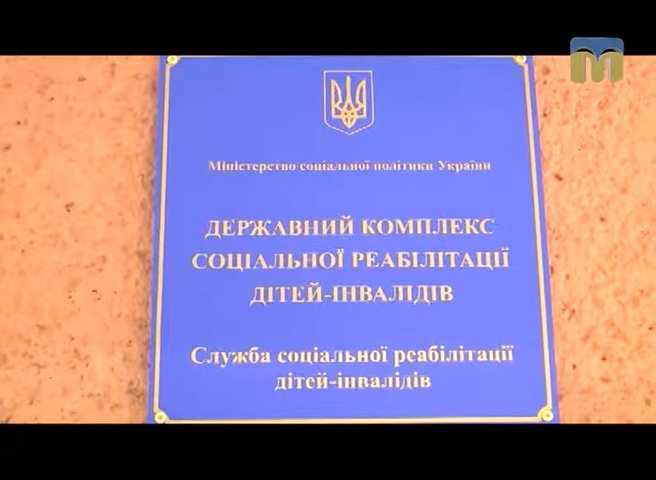 Міністерство соціальної політики України
ДЕРЖАВНИЙ КОМПЛЕКС
СОЦІАЛЬНОЇ РЕАБІЛІТАЦІЇ
ДІТЕЙ-ІНВАЛІДІВ
Служба соціальної реабілітації
дітей-інвалідів